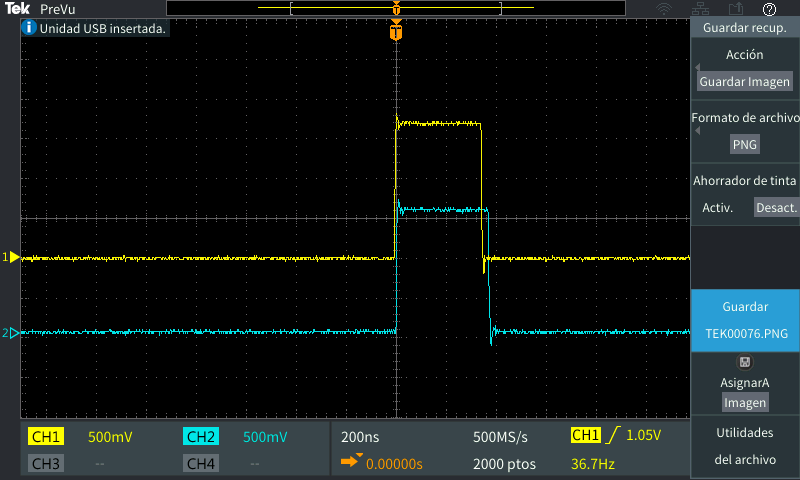 Tek PreVu
T
?
T
i Unidad USB insertada.
Guardar recup.
Acción
Guardar Imagen
Formato de archivo
PNG
Ahorrador de tinta
Activ. Desact.
1
2
Guardar
TEK00076.PNG
AsignarA
Imagen
Utilidades
del archivo
CH1 500mV CH2 500mV 200ns 500MS/s CH1 1.05V
CH3 -- CH4 -- 0.00000s 2000 ptos 36.7Hz